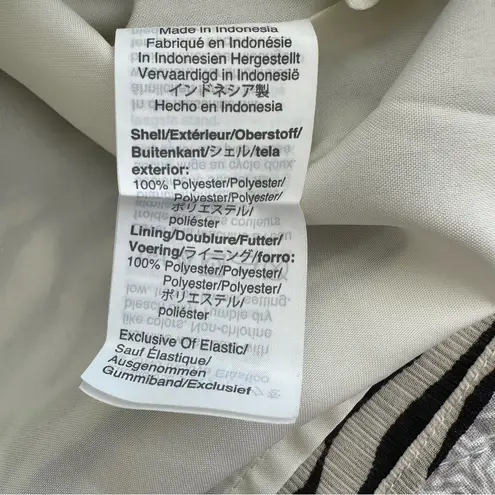 Made In Indonesia
Fabriqué en Indonésie
In Indonesien Hergestellt
Vervaardigd in Indonesië
インドネシア製
Hecho en Indonesia
Shell/Extérieur/Oberstoff/
Buitenkant/シェル/tela
exterior:
100% Polyester/Polyester/
Polyester/Polyester/
ポリエステル/
poliéster
Lining/Doublure/Futter/
Voering/ライニング/forro:
100% Polyester/Polyester/
Polyester/Polyester/
ポリエステル/
poliéster
Exclusive Of Elastic/
Sauf Élastique/
Ausgenommen
Gummiband/Exclusief